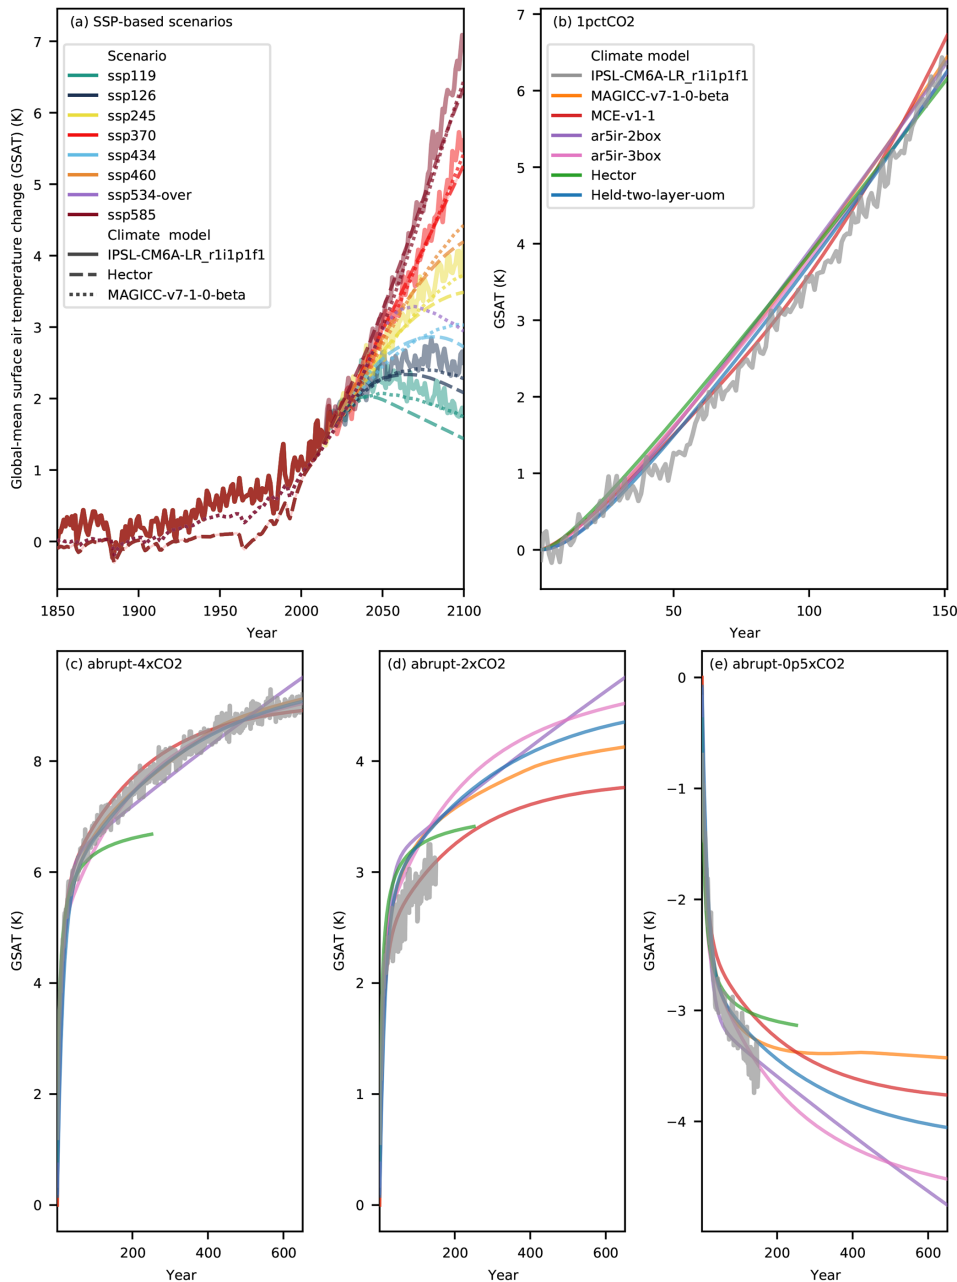 (a) SSP-based scenarios
Global-mean surface air temperature change (GSAT) (K)
7
6
5
4
3
2
1
0
Scenario
ssp119
ssp126
ssp245
ssp370
ssp434
ssp460
ssp534-over
ssp585
Climate model
IPSL-CM6A-LR_r1i1p1f1
Hector
MAGICC-v7-1-0-beta
1850
1900
1950
2000
2050
2100
Year
(b) 1pctCO2
GSAT (K)
7
6
5
4
3
2
1
0
Climate model
IPSL-CM6A-LR_r1i1p1f1
MAGICC-v7-1-0-beta
MCE-v1-1
ar5ir-2box
ar5ir-3box
Hector
Held-two-layer-uom
50
100
150
Year
(c) abrupt-4xCO2
GSAT (K)
8
6
4
2
0
200
400
600
Year
(d) abrupt-2xCO2
GSAT (K)
4
3
2
1
0
200
400
600
Year
(e) abrupt-0p5xCO2
GSAT (K)
0
−1
−2
−3
−4
200
400
600
Year